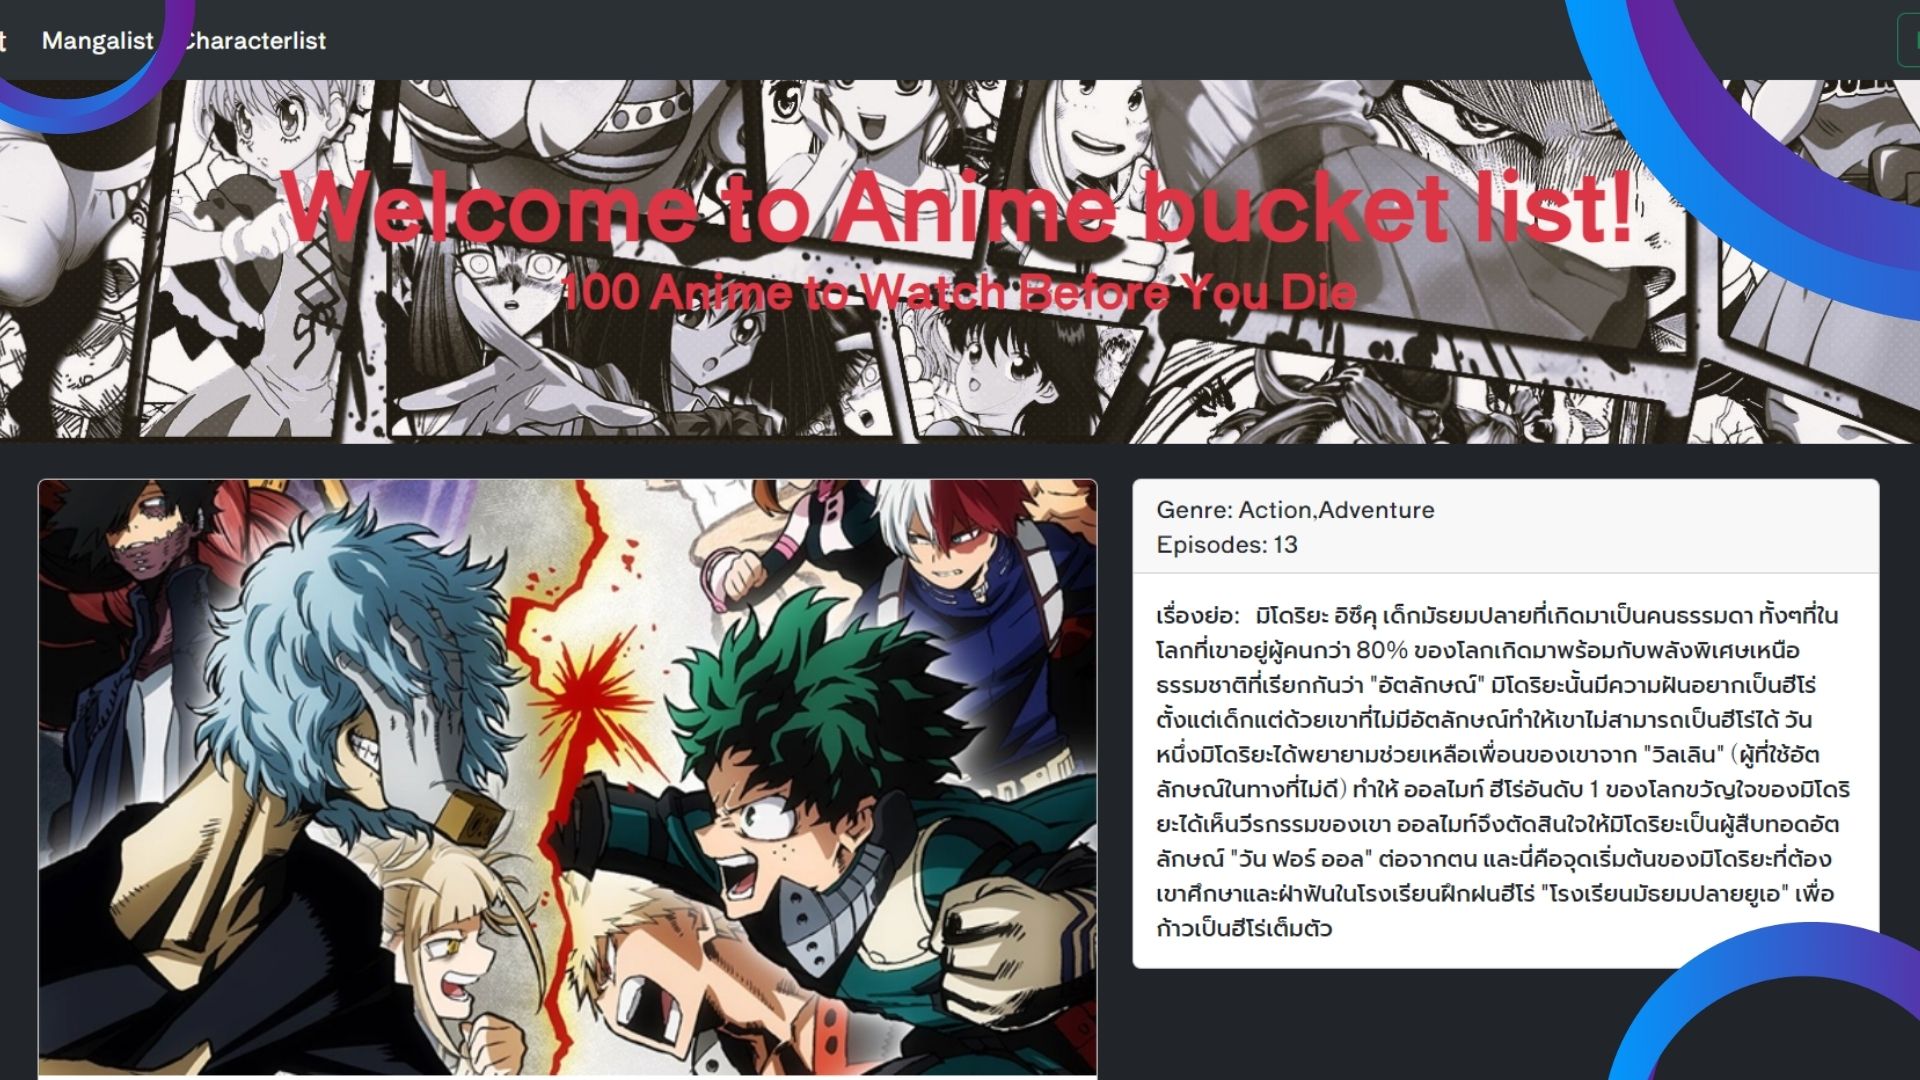 t Mangalist Characterlist
Welcome to Anime bucket list!
100 Anime to Watch Before You Die
Genre: Action,Adventure
Episodes: 13
เรื่องย่อ: มิโดริยะ อิซึคุ เด็กมัธยมปลายที่เกิดมาเป็นคนธรรมดา ทั้งๆที่ใน
โลกที่เขาอยู่ผู้คนกว่า 80% ของโลกเกิดมาพร้อมกับพลังพิเศษเหนือ
ธรรมชาติที่เรียกกันว่า "อัตลักษณ์" มิโดริยะนั้นมีความฝันอยากเป็นฮีโร่
ตั้งแต่เด็กแต่ด้วยเขาที่ไม่มีอัตลักษณ์ทำให้เขาไม่สามารถเป็นฮีโร่ได้ วัน
หนึ่งมิโดริยะได้พยายามช่วยเหลือเพื่อนของเขาจาก "วิลเลิน" (ผู้ที่ใช้อัต
ลักษณ์ในทางที่ไม่ดี) ทำให้ ออลไมท์ ฮีโร่อันดับ 1 ของโลกขวัญใจของมิโดริ
ยะได้เห็นวีรกรรมของเขา ออลไมท์จึงตัดสินใจให้มิโดริยะเป็นผู้สืบทอดอัต
ลักษณ์ "วัน ฟอร์ ออล" ต่อจากตน และนี่คือจุดเริ่มต้นของมิโดริยะที่ต้อง
เขาศึกษาและฝ่าฟันในโรงเรียนฝึกฝนฮีโร่ "โรงเรียนมัธยมปลายยูเอ" เพื่อ
ก้าวเป็นฮีโร่เต็มตัว